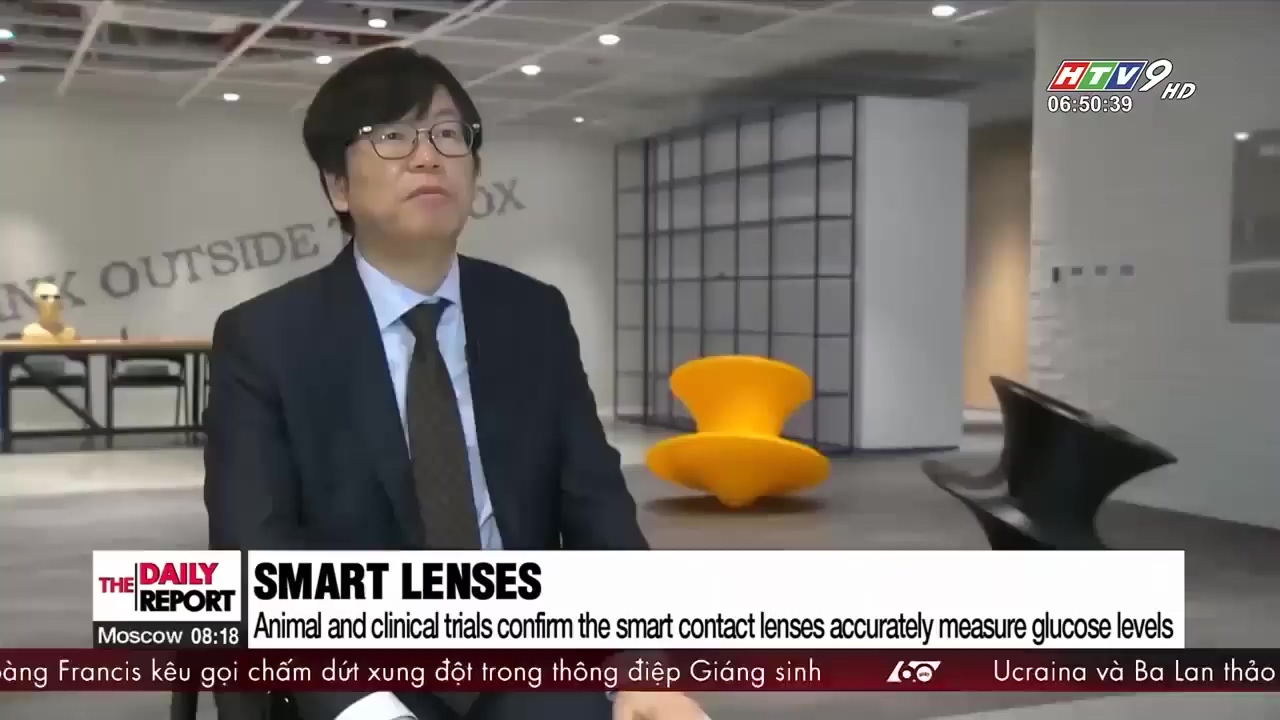 HTV9 HD
06:50:39
NK OUTSIDE OX
THE DAILY REPORT
SMART LENSES
Moscow 08:18
Animal and clinical trials confirm the smart contact lenses accurately measure glucose levels
àng Francis kêu gọi chấm dứt xung đột trong thông điệp Giáng sinh
Ucraina và Ba Lan thảo